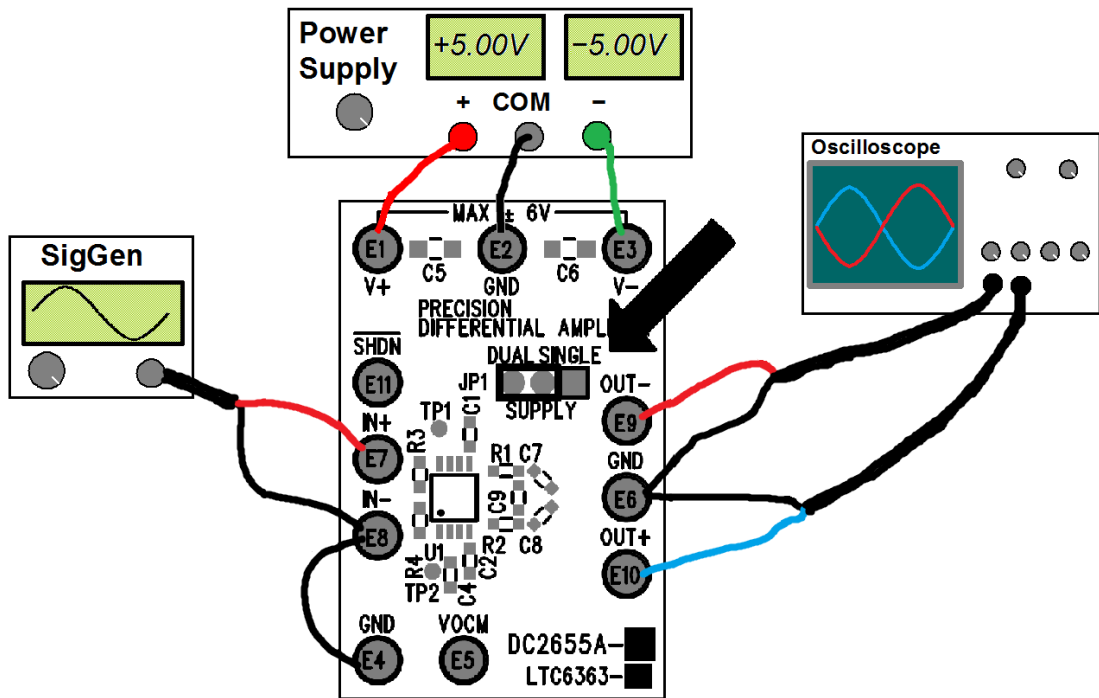 Power
Supply
+5.00V
−5.00V
+ COM −
Oscilloscope
SigGen
MAX ± 6V
E1
E2
E3
C5
C6
V+
GND
V-
PRECISION
DIFFERENTIAL AMPL
SHDN
E11
DUAL SINGLE
JP1
SUPPLY
OUT-
E9
IN+
E7
TP1
C1
R3
R1
C7
GND
E6
IN-
E8
C9
R2
C8
OUT+
E10
R4
U1
TP2
C4
C2
GND
VOCM
E4
E5
DC2655A-
LTC6363-